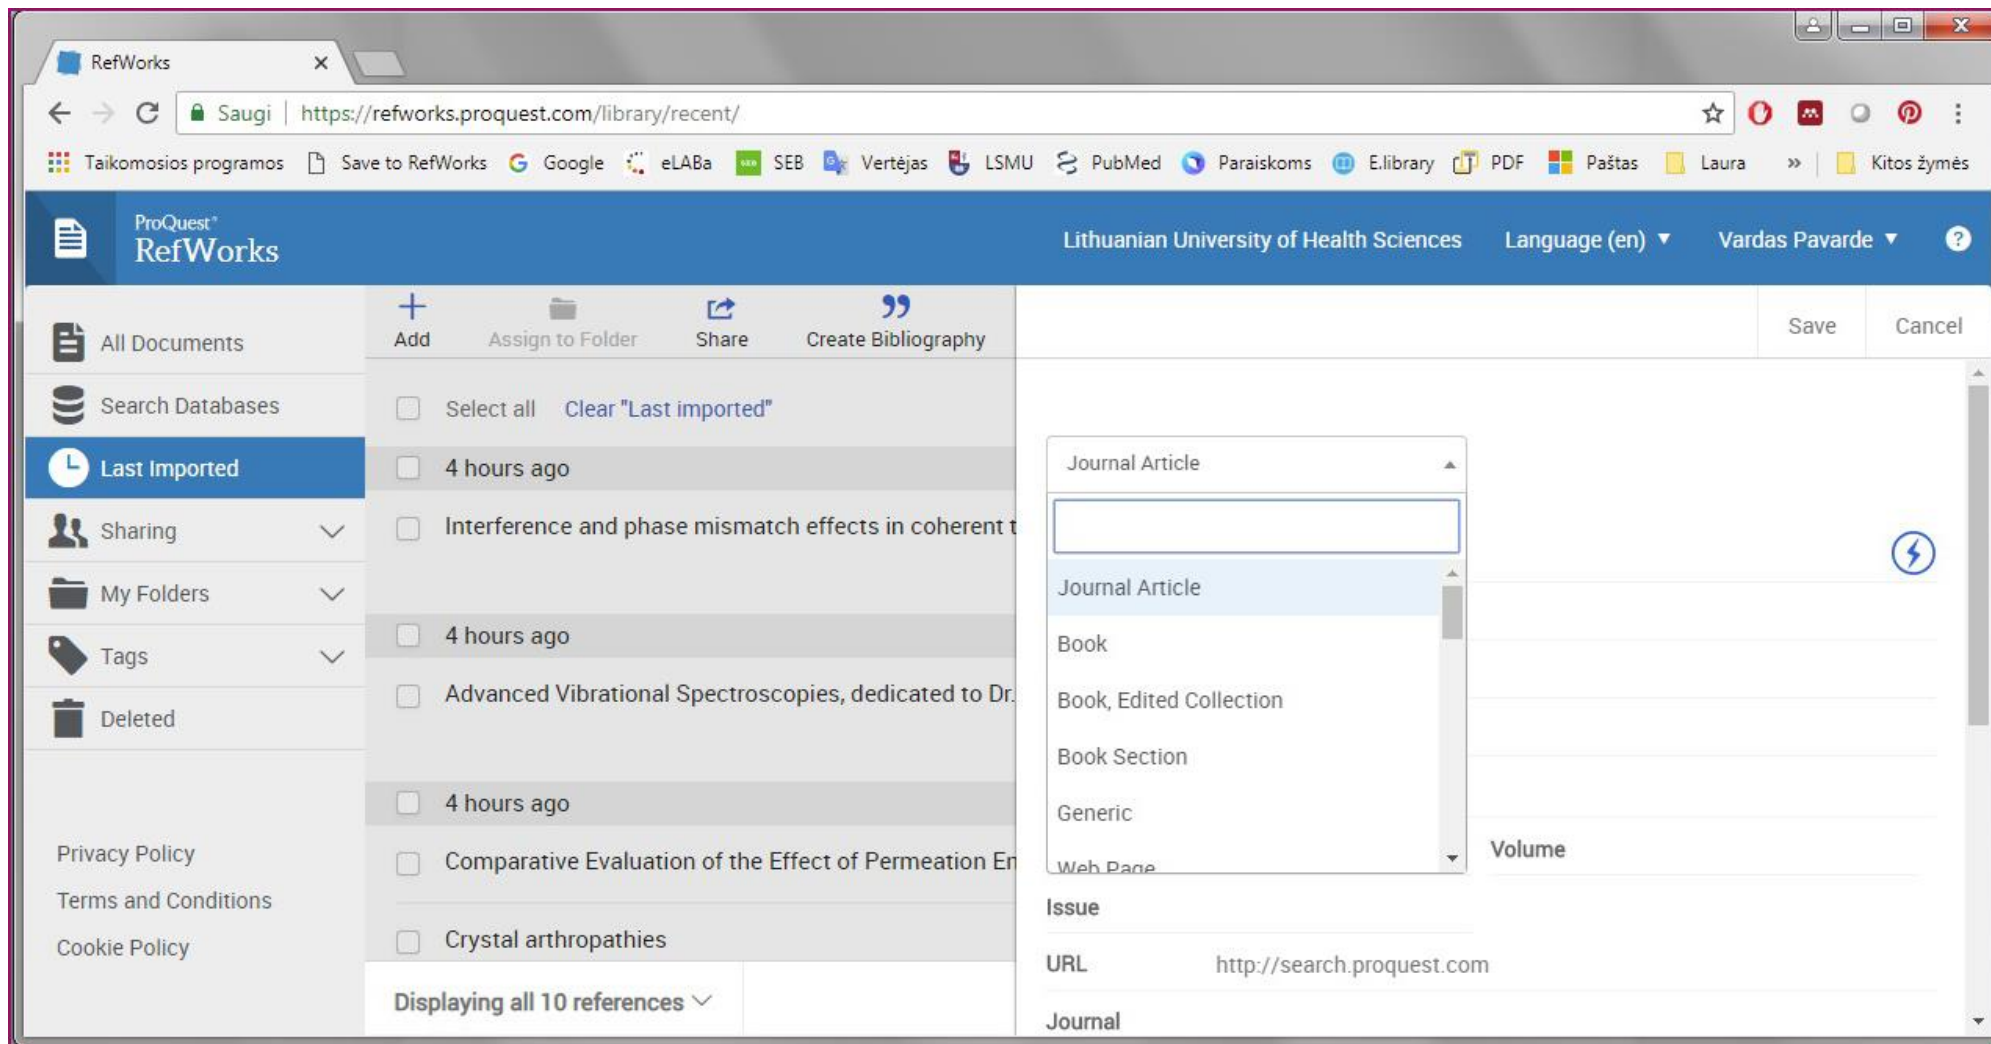 RefWorks
Saugi | https://refworks.proquest.com/library/recent/
Taikomosios programos Save to RefWorks Google eLABa SEB Vertėjas LSMU PubMed Paraiskoms E.library PDF Paštas Laura » Kitos žymės
ProQuest®
RefWorks
Lithuanian University of Health Sciences Language (en) Vardas Pavarde ?
All Documents
Search Databases
Last Imported
Sharing
My Folders
Tags
Deleted
Privacy Policy
Terms and Conditions
Cookie Policy
Add Assign to Folder Share Create Bibliography
Select all Clear "Last imported"
4 hours ago
Interference and phase mismatch effects in coherent t
4 hours ago
Advanced Vibrational Spectroscopies, dedicated to Dr.
4 hours ago
Comparative Evaluation of the Effect of Permeation En
Crystal arthropathies
Displaying all 10 references
Save Cancel
Journal Article
Journal Article
Book
Book, Edited Collection
Book Section
Generic
Web Page
Volume
Issue
URL http://search.proquest.com
Journal